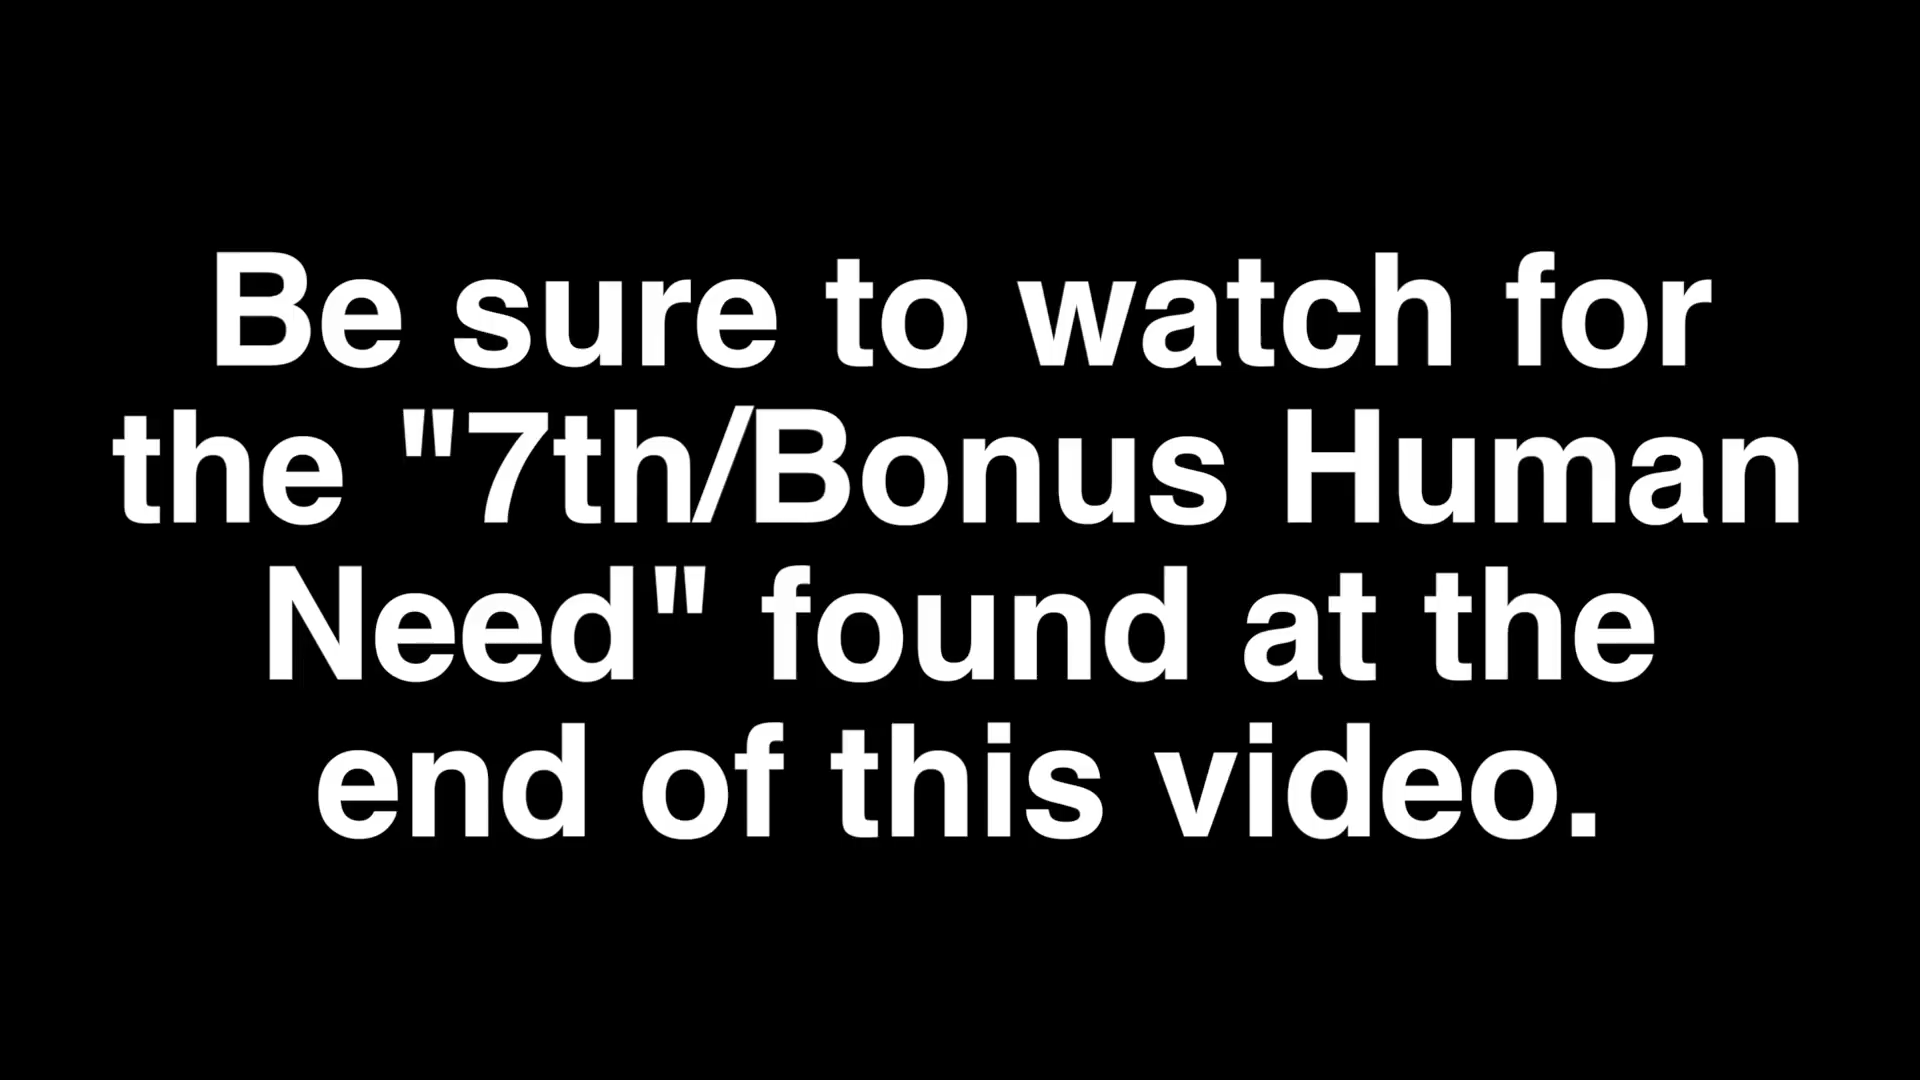 Be sure to watch for
the "7th/Bonus Human
Need" found at the
end of this video.